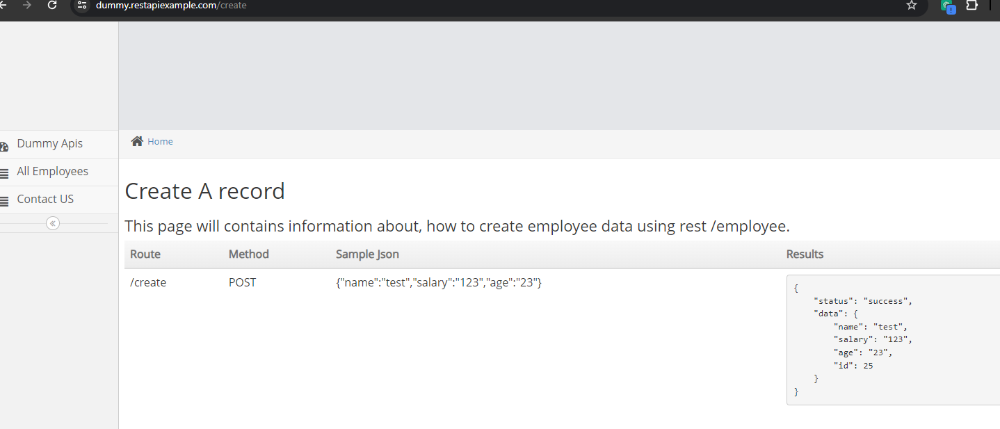 dummy.restapiexample.com/create
Dummy Apis
All Employees
Contact US
Home
Create A record
This page will contains information about, how to create employee data using rest /employee.
Route Method Sample Json Results
/create POST {"name":"test","salary":"123","age":"23"}
{
"status": "success",
"data": {
"name": "test",
"salary": "123",
"age": "23",
"id": 25
}
}